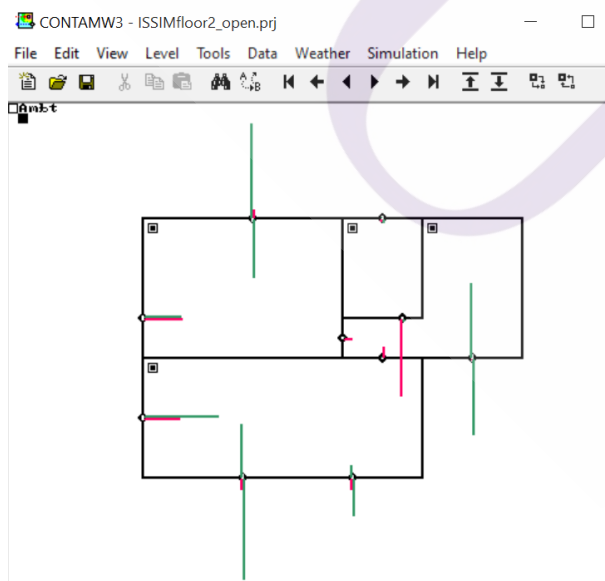 CONTAMW3 - ISSIMfloor2_open.prj
File Edit View Level Tools Data Weather Simulation Help
A B
Ambt